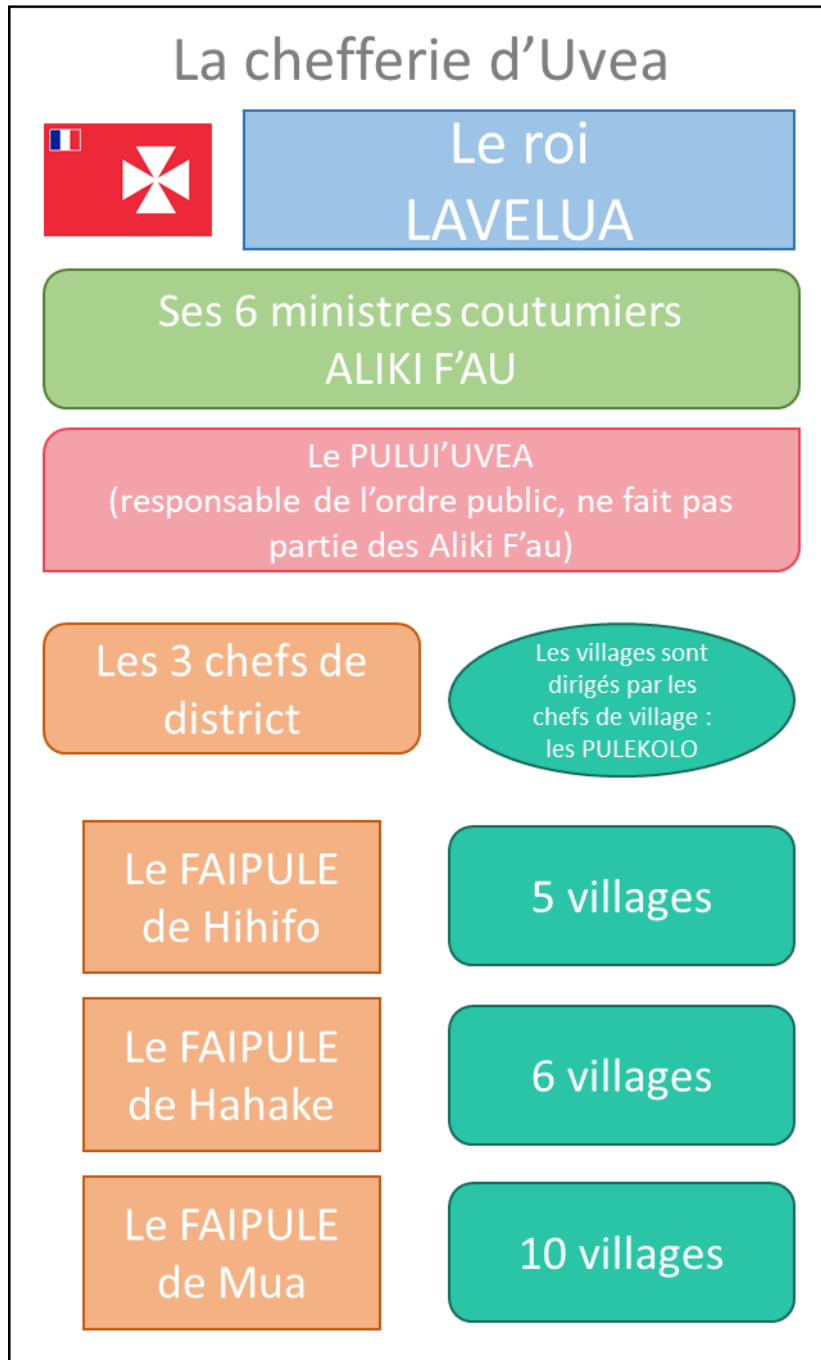 La chefferie d’Uvea
Le roi
LAVELUA
Ses 6 ministres coutumiers
ALIKI F’AU
Le PULUI’UVEA
(responsable de l’ordre public, ne fait pas
partie des Aliki F’au)
Les 3 chefs de
district
Les villages sont
dirigés par les
chefs de village :
les PULEKOLO
Le FAIPULE
de Hihifo
5 villages
Le FAIPULE
de Hahake
6 villages
Le FAIPULE
de Mua
10 villages